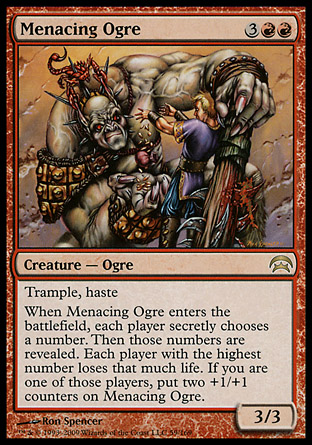 Menacing Ogre 3
Creature — Ogre
Trample, haste
When Menacing Ogre enters the
battlefield, each player secretly chooses
a number. Then those numbers are
revealed. Each player with the highest
number loses that much life. If you are
one of those players, put two +1/+1
counters on Menacing Ogre.
Ron Spencer
3/3